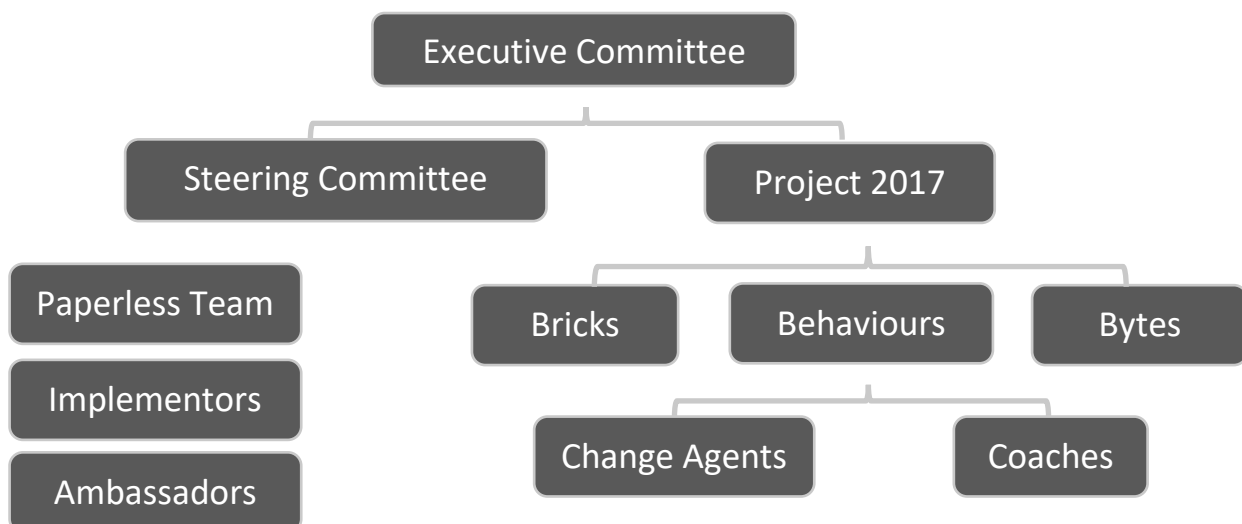 Executive Committee
Steering Committee
Project 2017
Paperless Team
Bricks
Behaviours
Bytes
Implementors
Change Agents
Coaches
Ambassadors